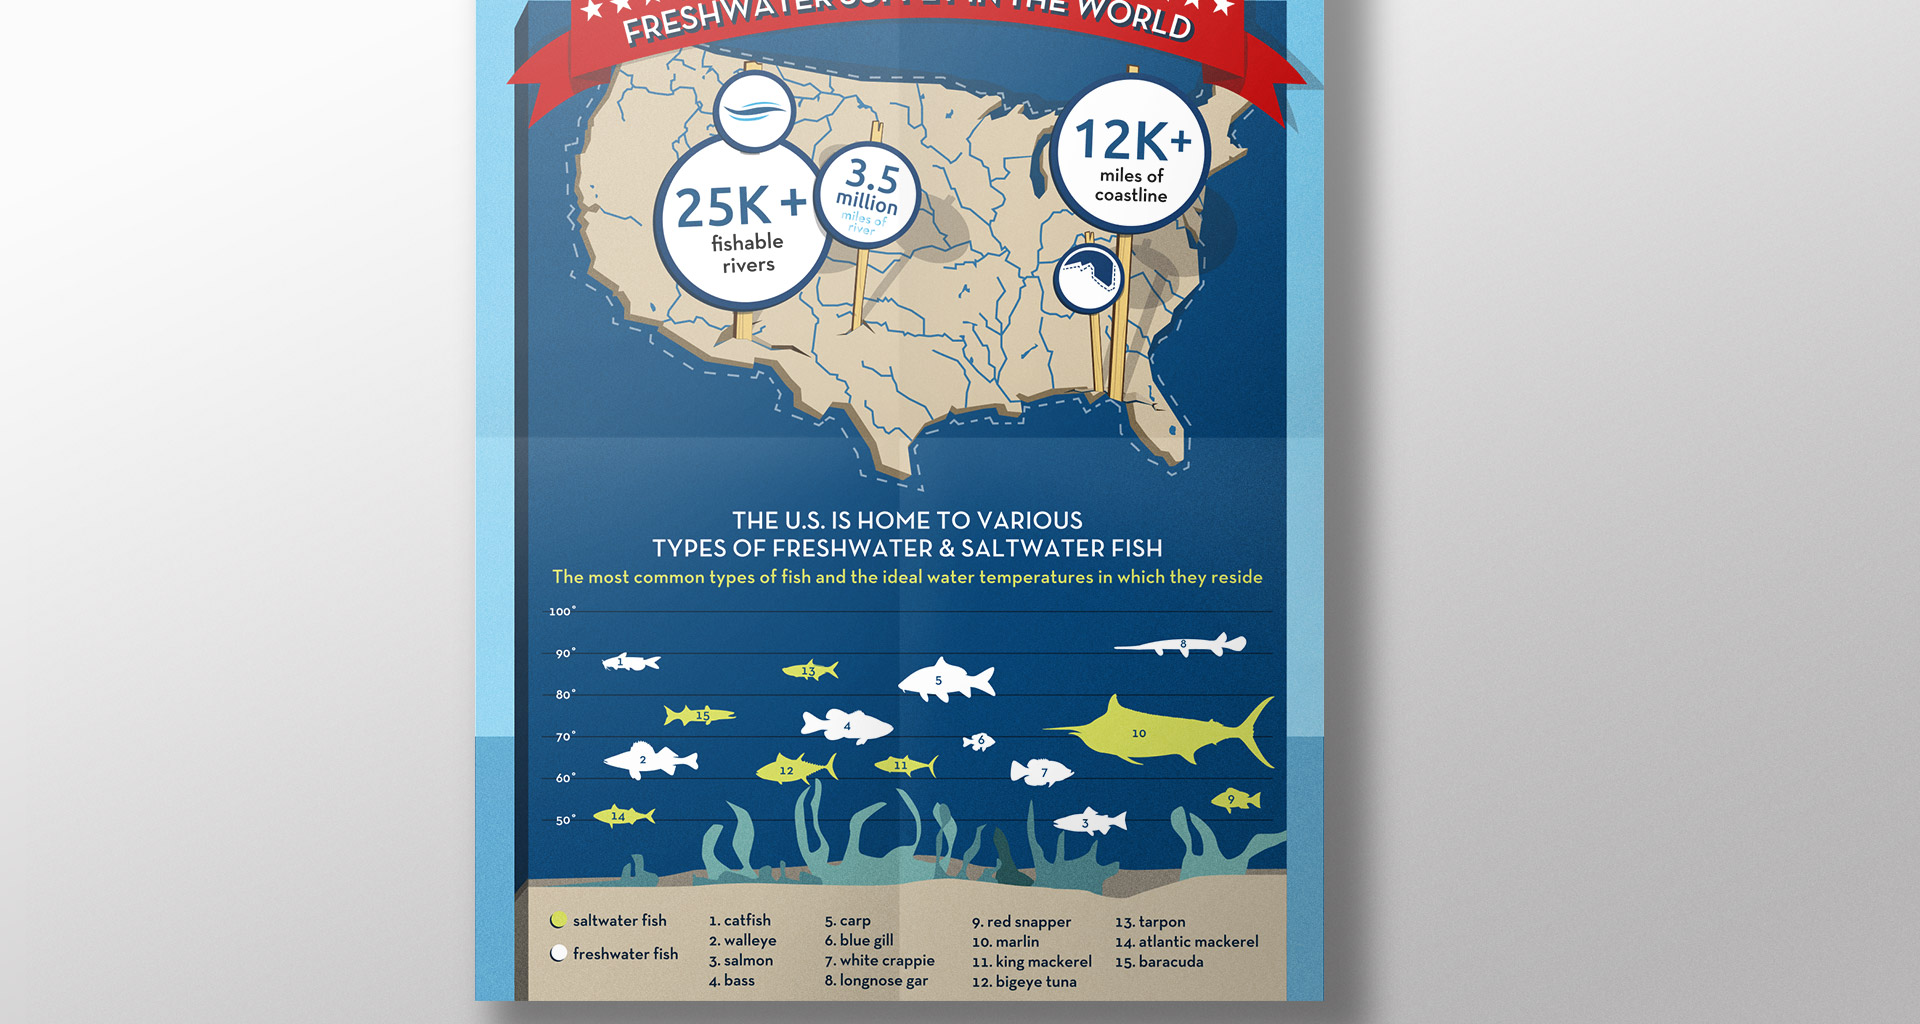 FRESHWATER SUPPLY IN THE WORLD
25K+
fishable
rivers
3.5
million
miles of
river
12K+
miles of
coastline
THE U.S. IS HOME TO VARIOUS
TYPES OF FRESHWATER & SALTWATER FISH
The most common types of fish and the ideal water temperatures in which they reside
100°
90°
80°
70°
60°
50°
1
13
5
8
15
4
6
10
2
12
11
7
9
14
3
saltwater fish
freshwater fish
1. catfish
2. walleye
3. salmon
4. bass
5. carp
6. blue gill
7. white crappie
8. longnose gar
9. red snapper
10. marlin
11. king mackerel
12. bigeye tuna
13. tarpon
14. atlantic mackerel
15. baracuda